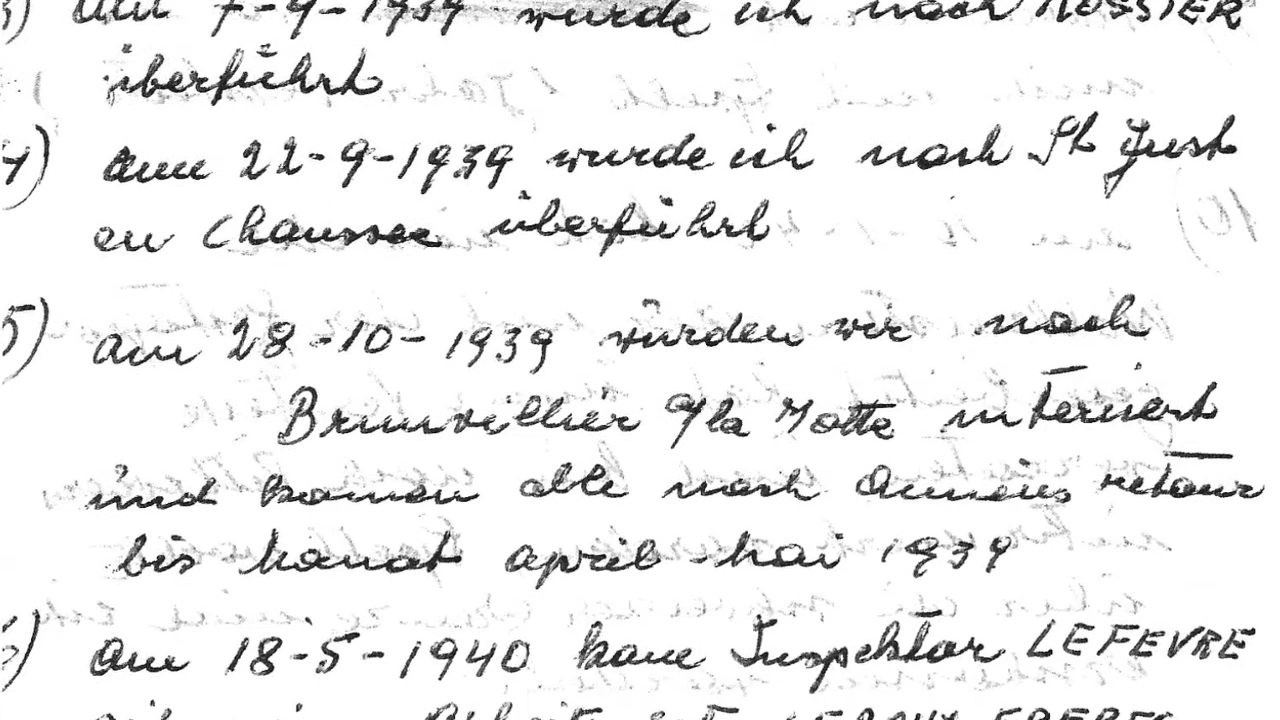 3) Am 7-9-1939 wurde ich nach ROSSIER
überführt
4) Am 22-9-1939 wurde ich nach St Just
en Chaussee überführt
5) Am 28-10-1939 würden wir nach
Brunvillier la Motte interniert
und kamen alle nach Amiens retour
bis Monat april-Mai 1939
6) Am 18-5-1940 kam Inspektor LEFEVRE